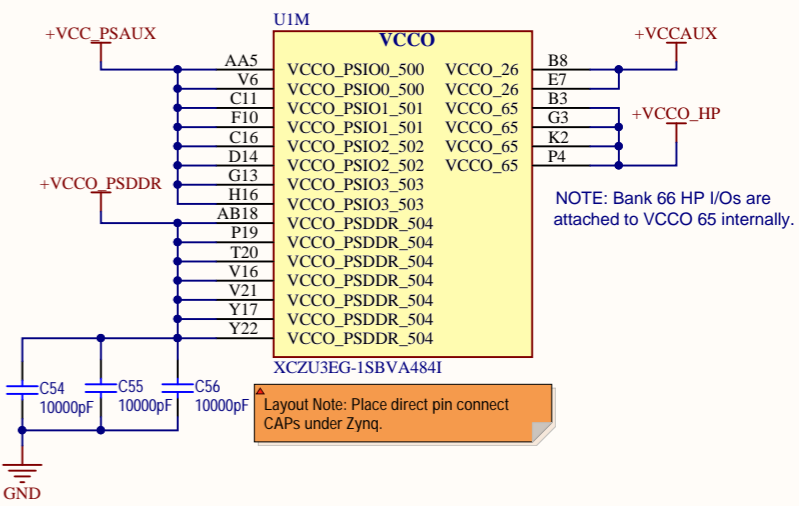 U1M
+VCC_PSAUX
VCCO
+VCCAUX
AA5 VCCO_PSIO0_500 VCCO_26 B8
V6 VCCO_PSIO0_500 VCCO_26 E7
C11 VCCO_PSIO1_501 VCCO_65 B3
F10 VCCO_PSIO1_501 VCCO_65 G3
+VCCO_HP
C16 VCCO_PSIO2_502 VCCO_65 K2
D14 VCCO_PSIO2_502 VCCO_65 P4
G13 VCCO_PSIO3_503
+VCCO_PSDDR
H16 VCCO_PSIO3_503
NOTE: Bank 66 HP I/Os are
attached to VCCO 65 internally.
AB18 VCCO_PSDDR_504
P19 VCCO_PSDDR_504
T20 VCCO_PSDDR_504
V16 VCCO_PSDDR_504
V21 VCCO_PSDDR_504
Y17 VCCO_PSDDR_504
Y22 VCCO_PSDDR_504
XCZU3EG-1SBVA484I
C54
10000pF
C55
10000pF
C56
10000pF
Layout Note: Place direct pin connect
CAPs under Zynq.
GND